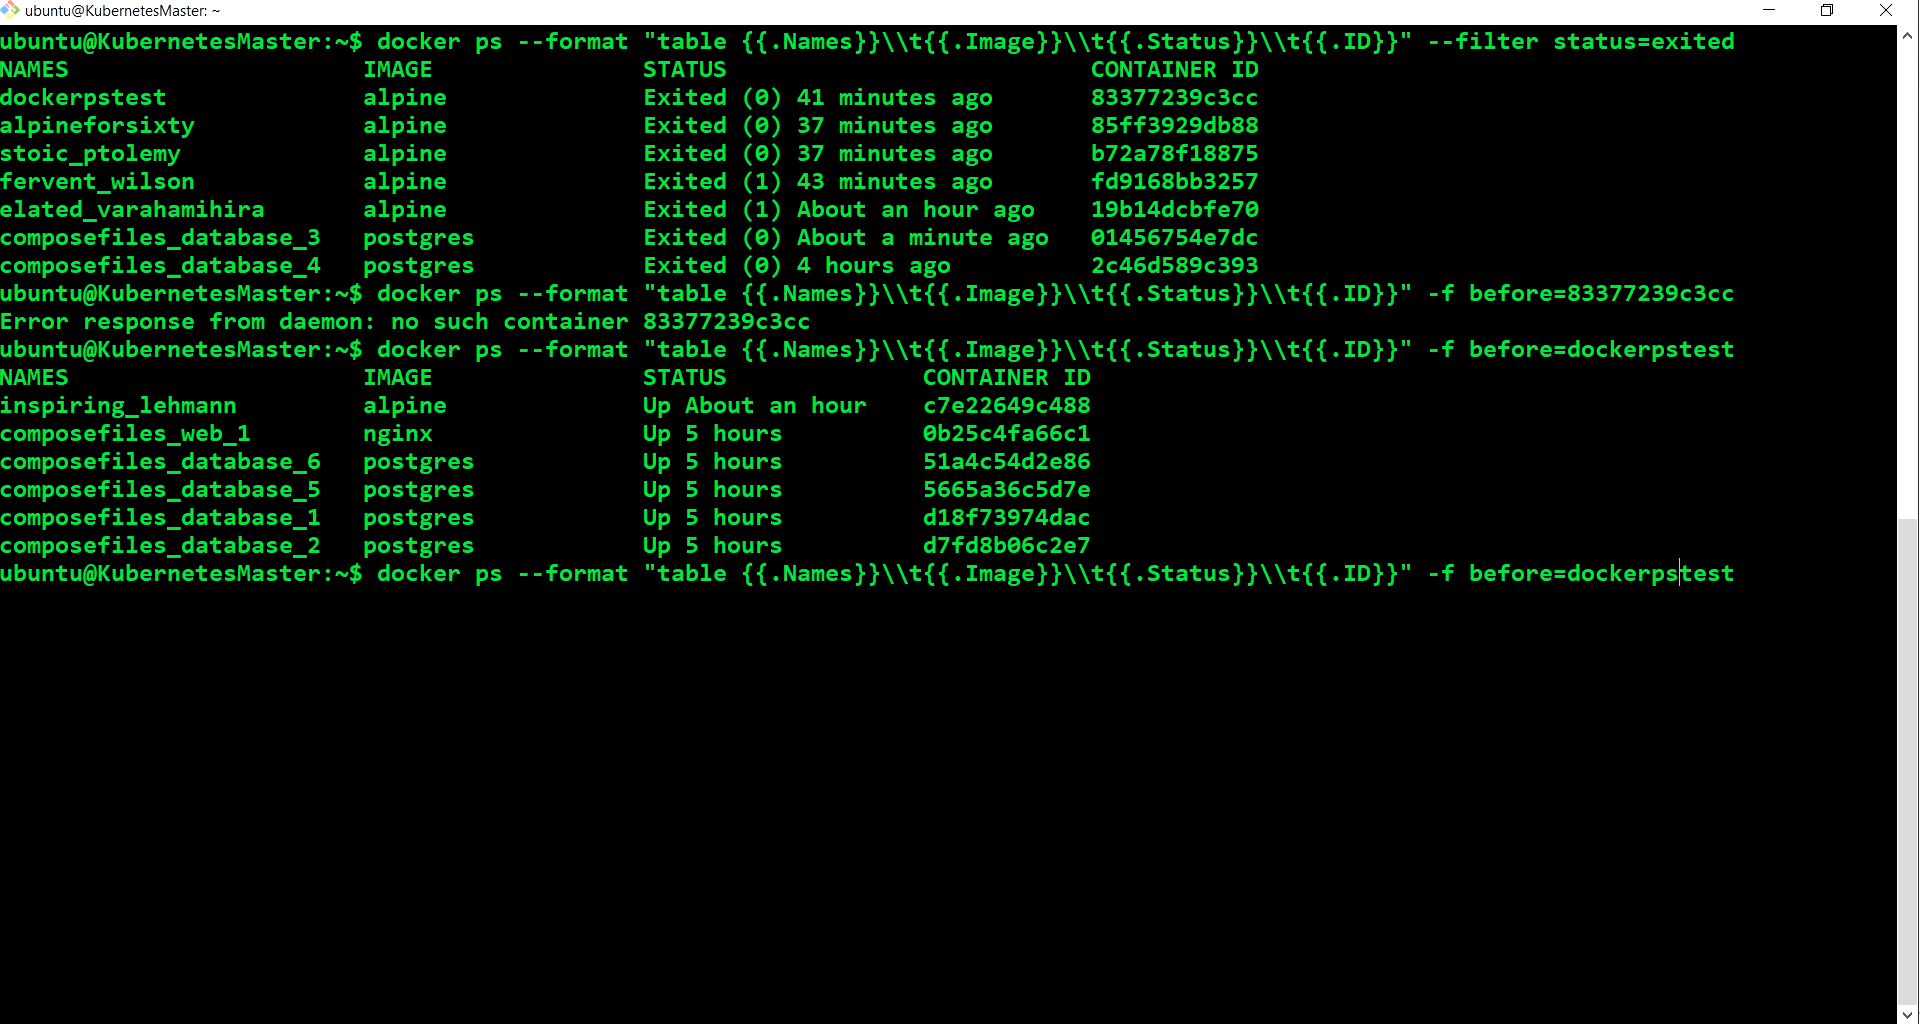 ubuntu@KubernetesMaster: ~
ubuntu@KubernetesMaster:~$ docker ps --format "table {{.Names}}\\t{{.Image}}\\t{{.Status}}\\t{{.ID}}" --filter status=exited
NAMES IMAGE STATUS CONTAINER ID
dockerpstest alpine Exited (0) 41 minutes ago 83377239c3cc
alpineforsixty alpine Exited (0) 37 minutes ago 85ff3929db88
stoic_ptolemy alpine Exited (0) 37 minutes ago b72a78f18875
fervent_wilson alpine Exited (1) 43 minutes ago fd9168bb3257
elated_varahamihira alpine Exited (1) About an hour ago 19b14dcbfe70
composefiles_database_3 postgres Exited (0) About a minute ago 01456754e7dc
composefiles_database_4 postgres Exited (0) 4 hours ago 2c46d589c393
ubuntu@KubernetesMaster:~$ docker ps --format "table {{.Names}}\\t{{.Image}}\\t{{.Status}}\\t{{.ID}}" -f before=83377239c3cc
Error response from daemon: no such container 83377239c3cc
ubuntu@KubernetesMaster:~$ docker ps --format "table {{.Names}}\\t{{.Image}}\\t{{.Status}}\\t{{.ID}}" -f before=dockerpstest
NAMES IMAGE STATUS CONTAINER ID
inspiring_lehmann alpine Up About an hour c7e22649c488
composefiles_web_1 nginx Up 5 hours 0b25c4fa66c1
composefiles_database_6 postgres Up 5 hours 51a4c54d2e86
composefiles_database_5 postgres Up 5 hours 5665a36c5d7e
composefiles_database_1 postgres Up 5 hours d18f73974dac
composefiles_database_2 postgres Up 5 hours d7fd8b06c2e7
ubuntu@KubernetesMaster:~$ docker ps --format "table {{.Names}}\\t{{.Image}}\\t{{.Status}}\\t{{.ID}}" -f before=dockerpstest